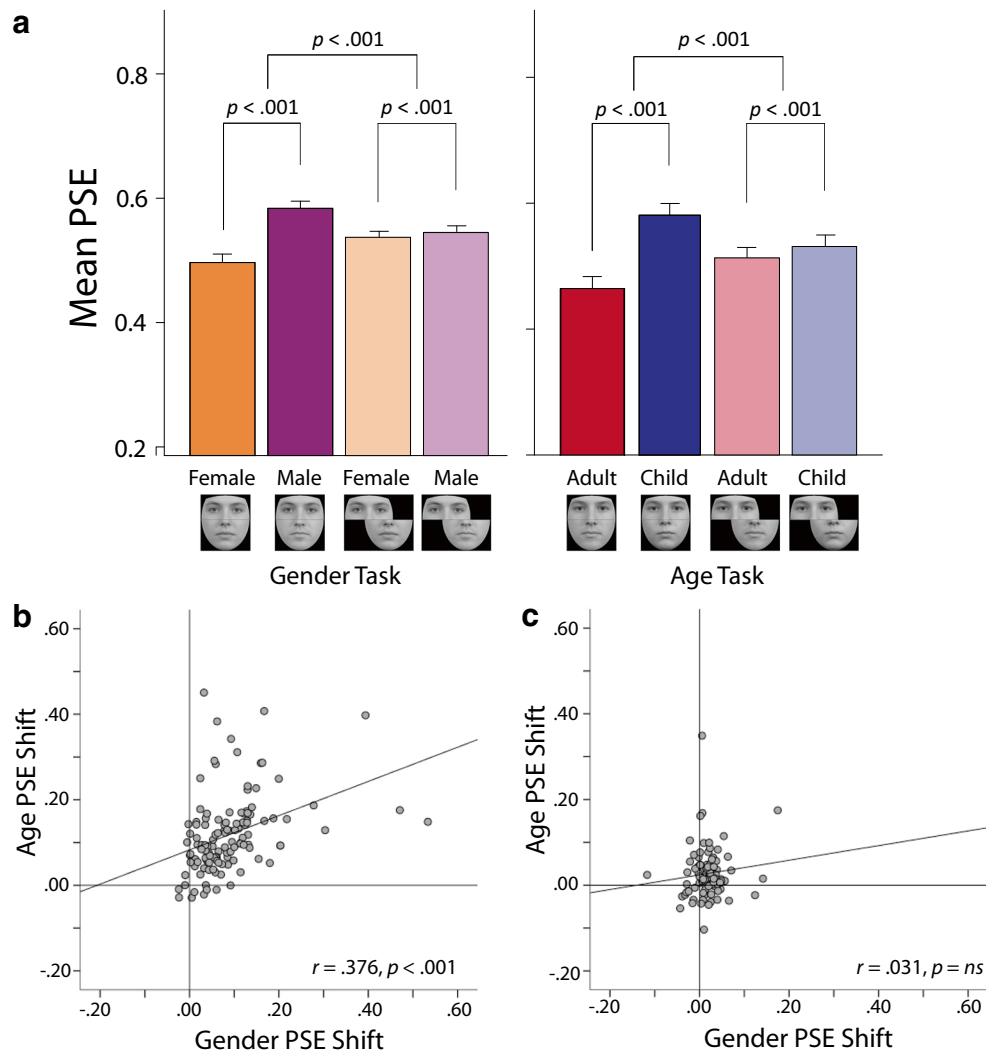 a
p < .001
p < .001
p < .001
p < .001
p < .001
p < .001
0.8
0.6
0.4
0.2
Mean PSE
Female Male Female Male
Adult Child Adult Child
Gender Task
Age Task
b
.60
.40
.20
.00
-.20
Age PSE Shift
r = .376, p < .001
-.20 .00 .20 .40 .60
Gender PSE Shift
c
.60
.40
.20
.00
-.20
Age PSE Shift
r = .031, p = ns
-.20 .00 .20 .40 .60
Gender PSE Shift